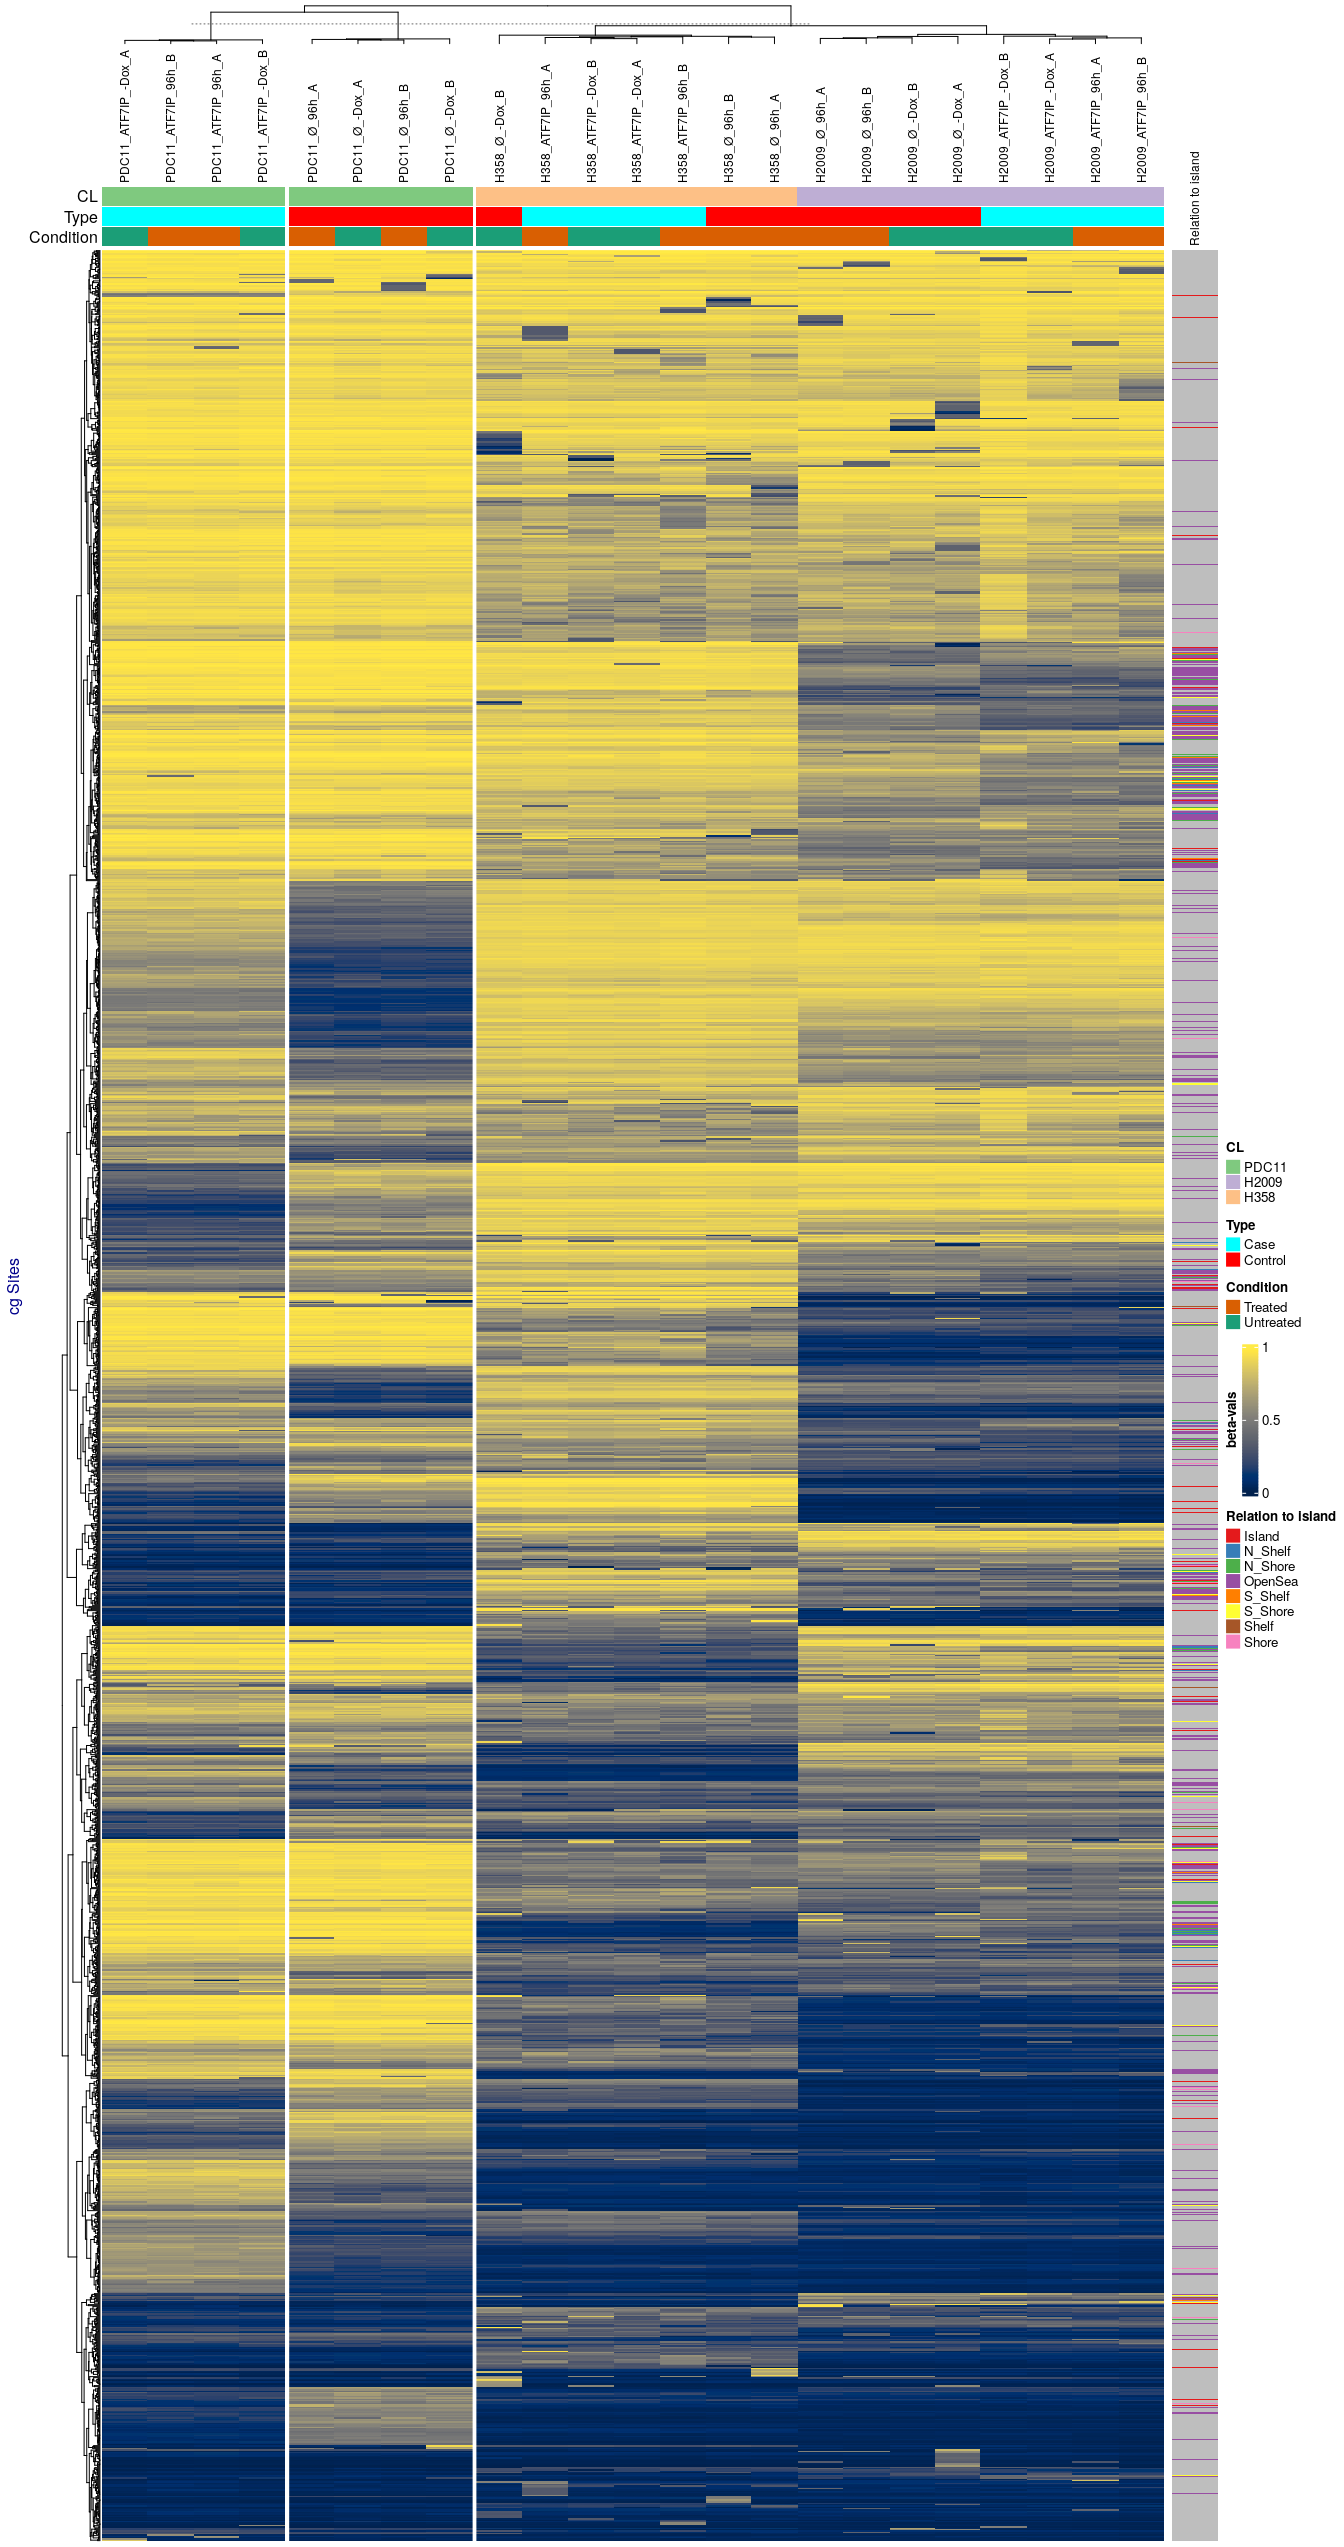 PDC11_ATF7IP_-Dox_A
PDC11_ATF7IP_96h_B
PDC11_ATF7IP_96h_A
PDC11_ATF7IP_-Dox_B
PDC11_Ø_96h_A
PDC11_Ø_-Dox_A
PDC11_Ø_96h_B
PDC11_Ø_-Dox_B
H358_Ø_-Dox_B
H358_ATF7IP_96h_A
H358_ATF7IP_-Dox_B
H358_ATF7IP_-Dox_A
H358_ATF7IP_96h_B
H358_Ø_96h_B
H358_Ø_96h_A
H2009_Ø_96h_A
H2009_Ø_96h_B
H2009_Ø_-Dox_B
H2009_Ø_-Dox_A
H2009_ATF7IP_-Dox_B
H2009_ATF7IP_-Dox_A
H2009_ATF7IP_96h_A
H2009_ATF7IP_96h_B
Relation to island
CL
Type
Condition
cg Sites
CL
PDC11
H2009
H358
Type
Case
Control
Condition
Treated
Untreated
beta-vals
1
0.5
0
Relation to island
Island
N_Shelf
N_Shore
OpenSea
S_Shelf
S_Shore
Shelf
Shore